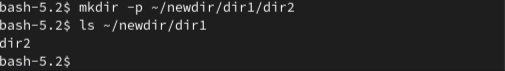 bash-5.2$ mkdir -p ~/newdir/dir1/dir2
bash-5.2$ ls ~/newdir/dir1
dir2
bash-5.2$